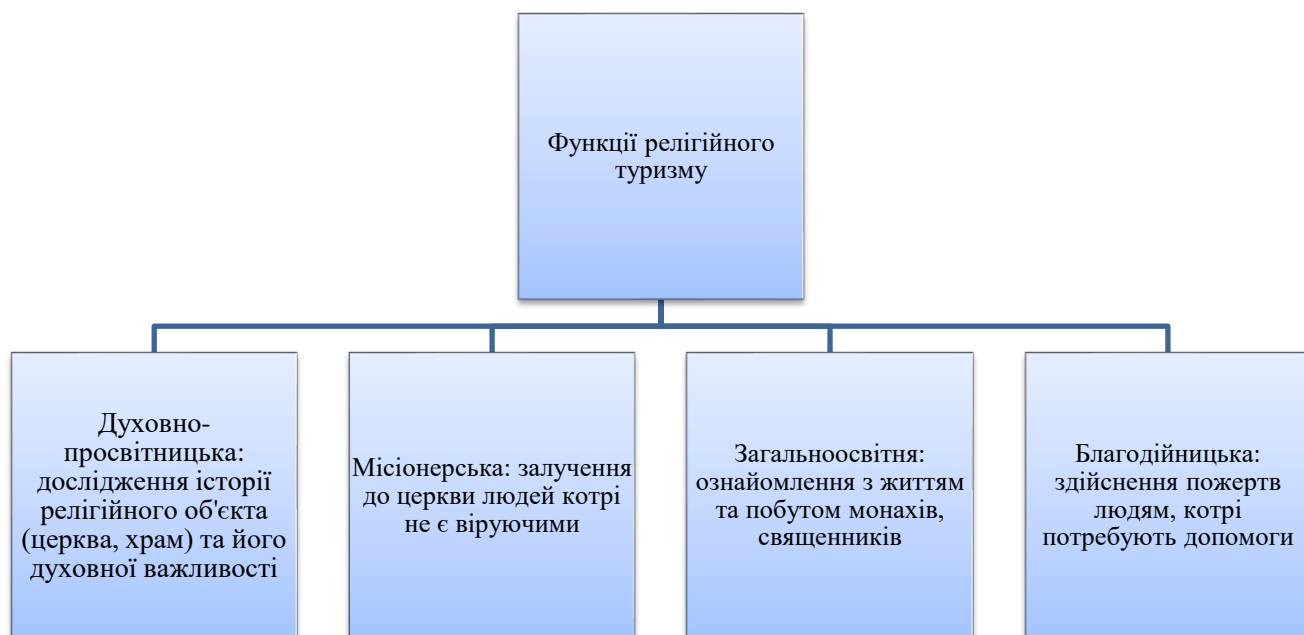 Функції релігійного
туризму
Духовно-
просвітницька:
дослідження історії
релігійного об'єкта
(церква, храм) та його
духовної важливості
Місіонерська: залучення
до церкви людей котрі
не є віруючими
Загальноосвітня:
ознайомлення з життям
та побутом монахів,
священників
Благодійницька:
здійснення пожертв
людям, котрі
потребують допомоги